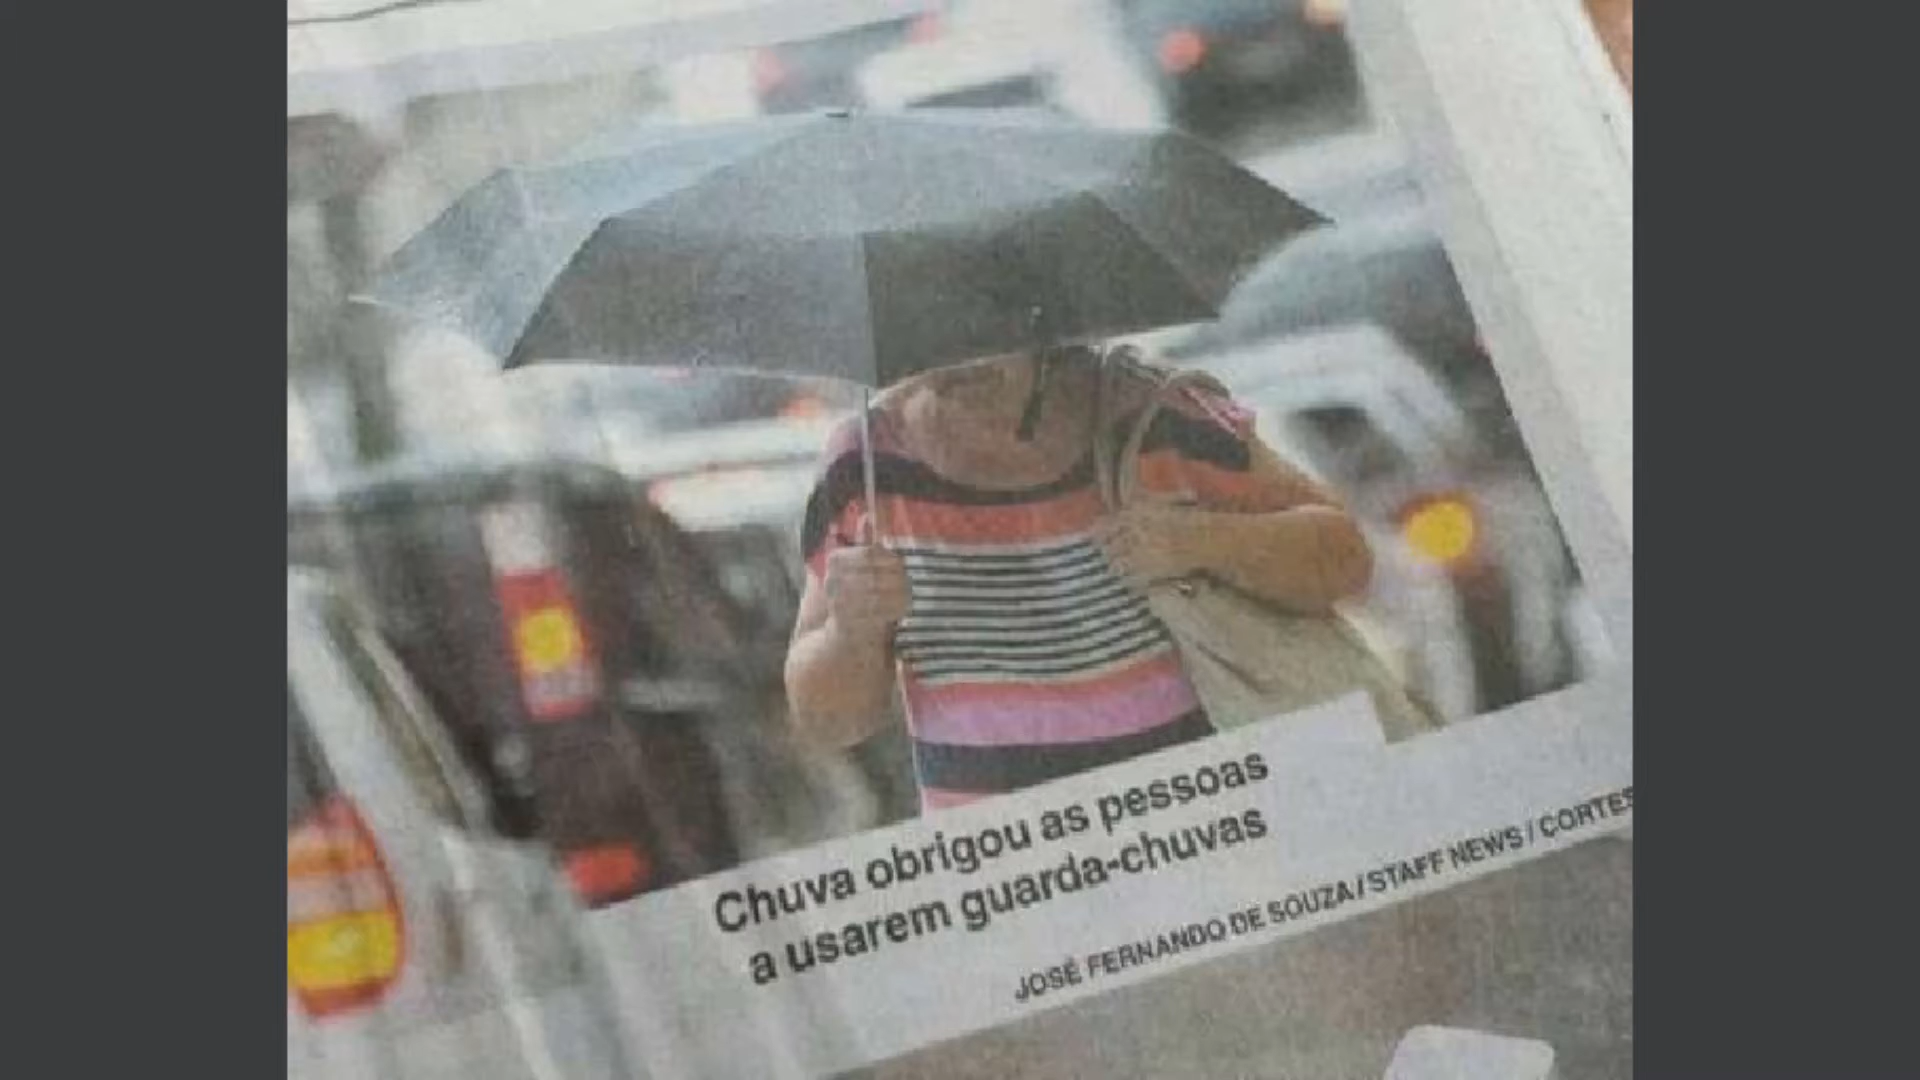 Chuva obrigou as pessoas
a usarem guarda-chuvas
JOSÉ FERNANDO DE SOUZA / STAFF NEWS / CORTES